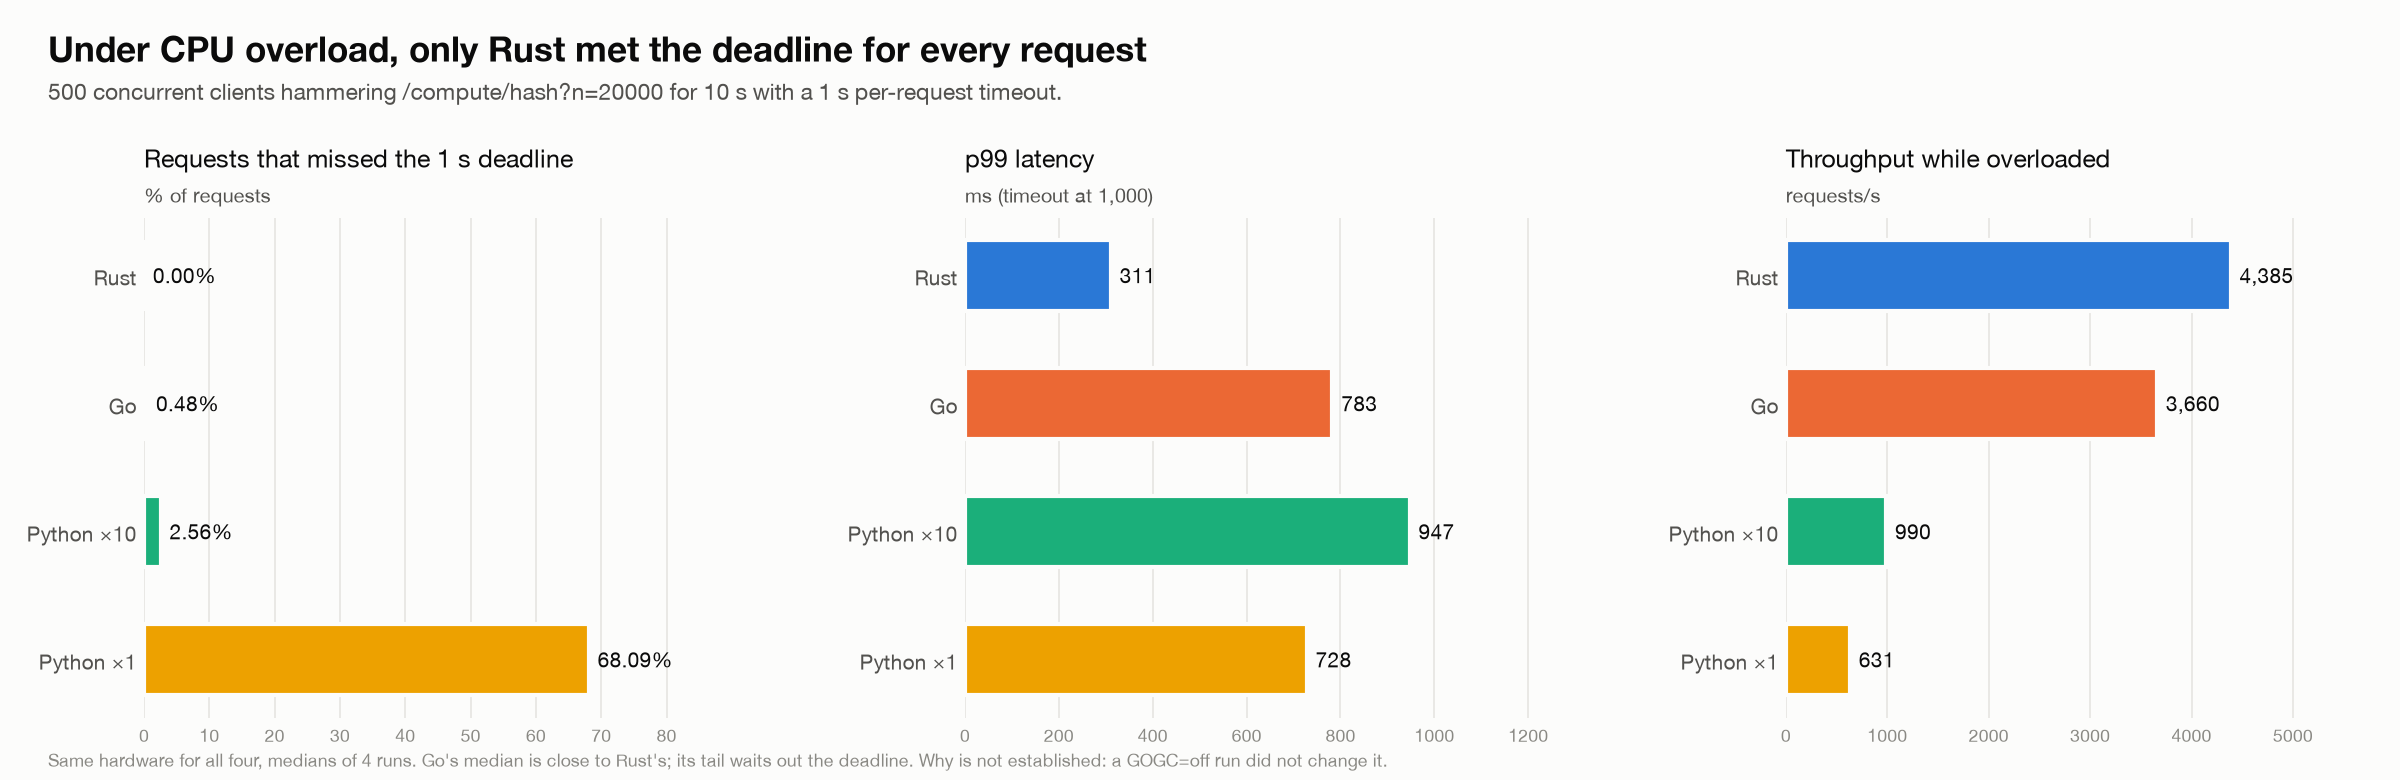 Under CPU overload, only Rust met the deadline for every request
500 concurrent clients hammering /compute/hash?n=20000 for 10 s with a 1 s per-request timeout.
Requests that missed the 1 s deadline
% of requests
Rust 0.00%
Go 0.48%
Python ×10 2.56%
Python ×1 68.09%
0 10 20 30 40 50 60 70 80
p99 latency
ms (timeout at 1,000)
Rust 311
Go 783
Python ×10 947
Python ×1 728
0 200 400 600 800 1000 1200
Throughput while overloaded
requests/s
Rust 4,385
Go 3,660
Python ×10 990
Python ×1 631
0 1000 2000 3000 4000 5000
Same hardware for all four, medians of 4 runs. Go's median is close to Rust's; its tail waits out the deadline. Why is not established: a GOGC=off run did not change it.